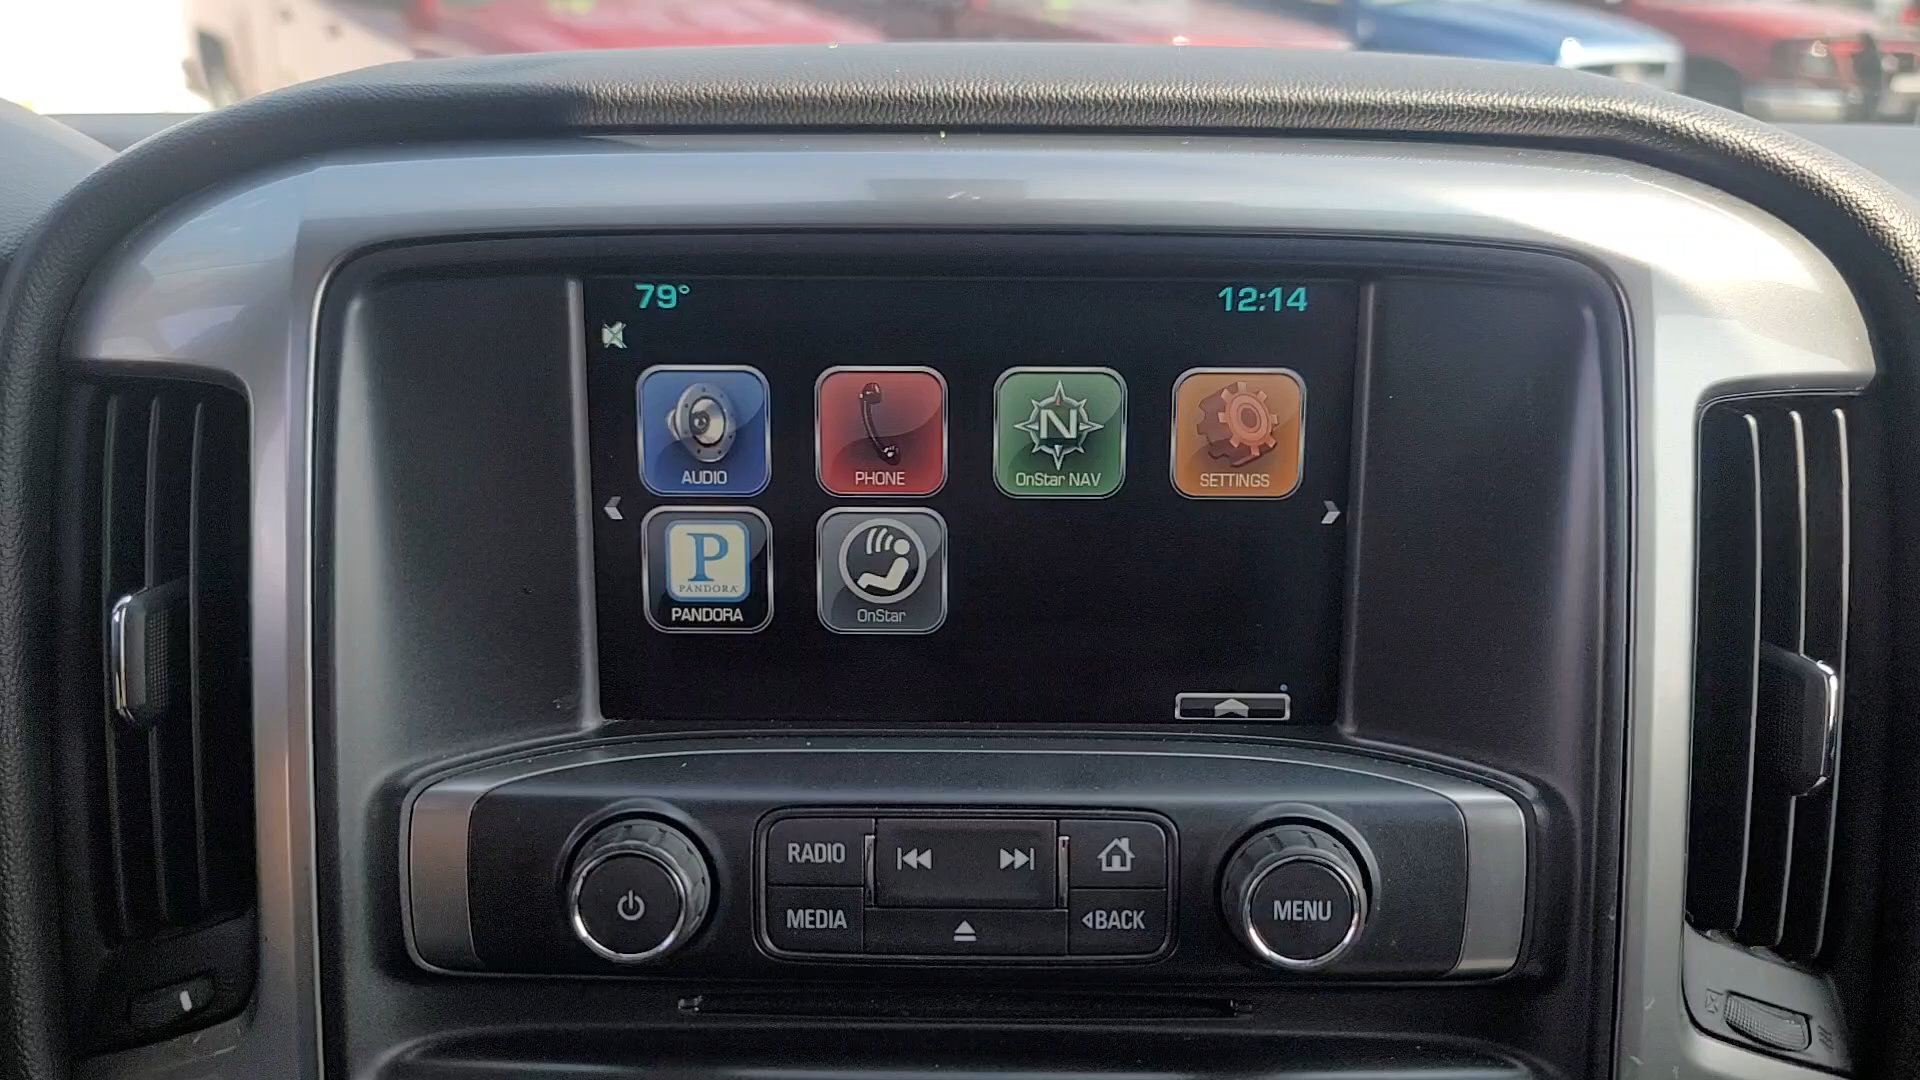 79°
12:14
AUDIO
PHONE
N
OnStar NAV
SETTINGS
P
PANDORA
PANDORA
OnStar
RADIO
MEDIA
BACK
MENU